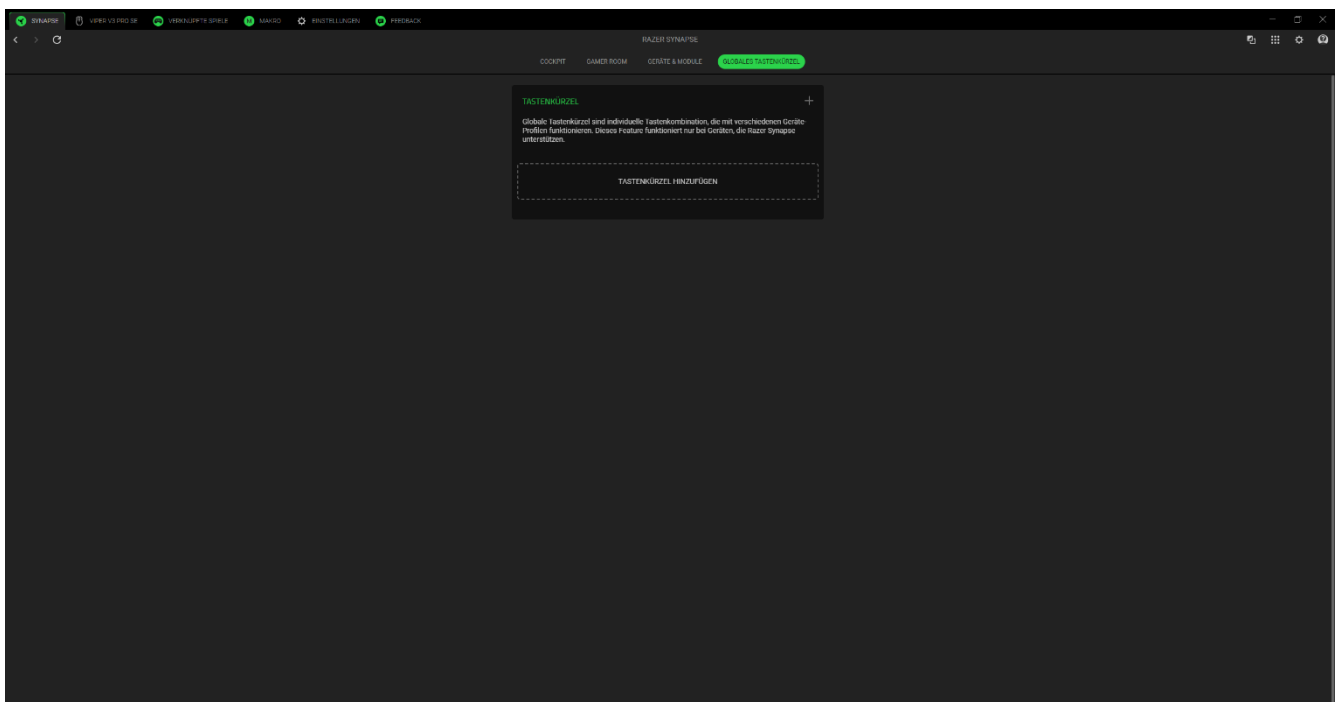 SYNAPSE VIPER V3 PRO SE VERKNÜPFTE SPIELE MAKRO EINSTELLUNGEN FEEDBACK
RAZER SYNAPSE
COCKPIT GAMER ROOM GERÄTE & MODULE GLOBALES TASTENKÜRZEL
TASTENKÜRZEL
Globale Tastenkürzel sind individuelle Tastenkombination, die mit verschiedenen Geräte-
Profilen funktionieren. Dieses Feature funktioniert nur bei Geräten, die Razer Synapse
unterstützen.
TASTENKÜRZEL HINZUFÜGEN